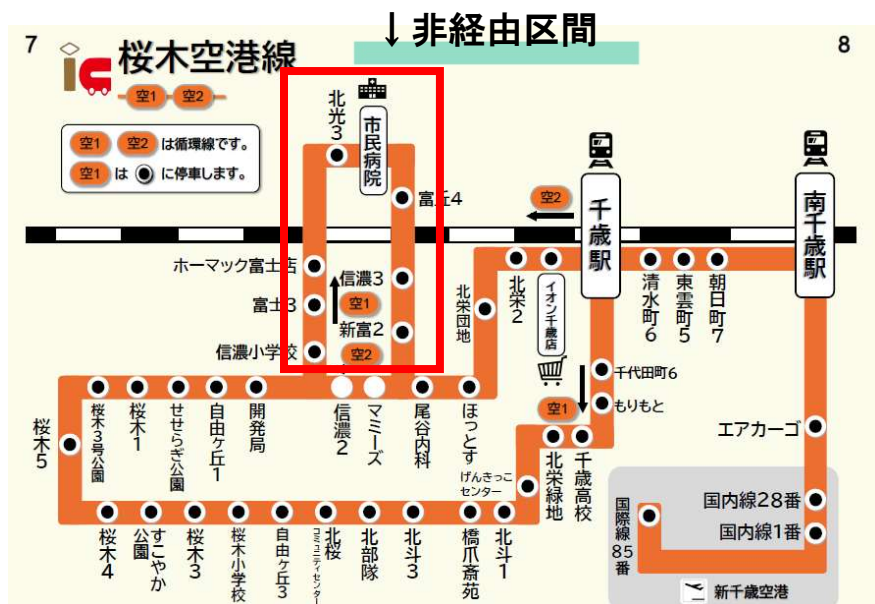 ↓非経由区間
7
8
桜木空港線
空1 空2
空1 空2 は循環線です。
空1 は ◉ に停車します。
北光3
市民病院
富丘4
空2
千歳駅
南千歳駅
ホーマック富士店
信濃3
富士3
空1
新富2
信濃小学校
空2
北栄団地
北栄2
イオン千歳店
清水町6
東雲町5
朝日町7
千代田町6
もりもと
空1
エアカーゴ
桜木5
桜木3号公園
桜木1
せせらぎ公園
自由ヶ丘1
開発局
信濃2
マミーズ
尾谷内科
ほっとす
げんきっこ
センター
北栄緑地
千歳高校
国内線28番
国内線1番
国際線85番
新千歳空港
桜木4
すこやか公園
桜木3
桜木小学校
自由ヶ丘3
北桜コミュニティセンター
北部隊
北斗3
橋爪斎苑
北斗1